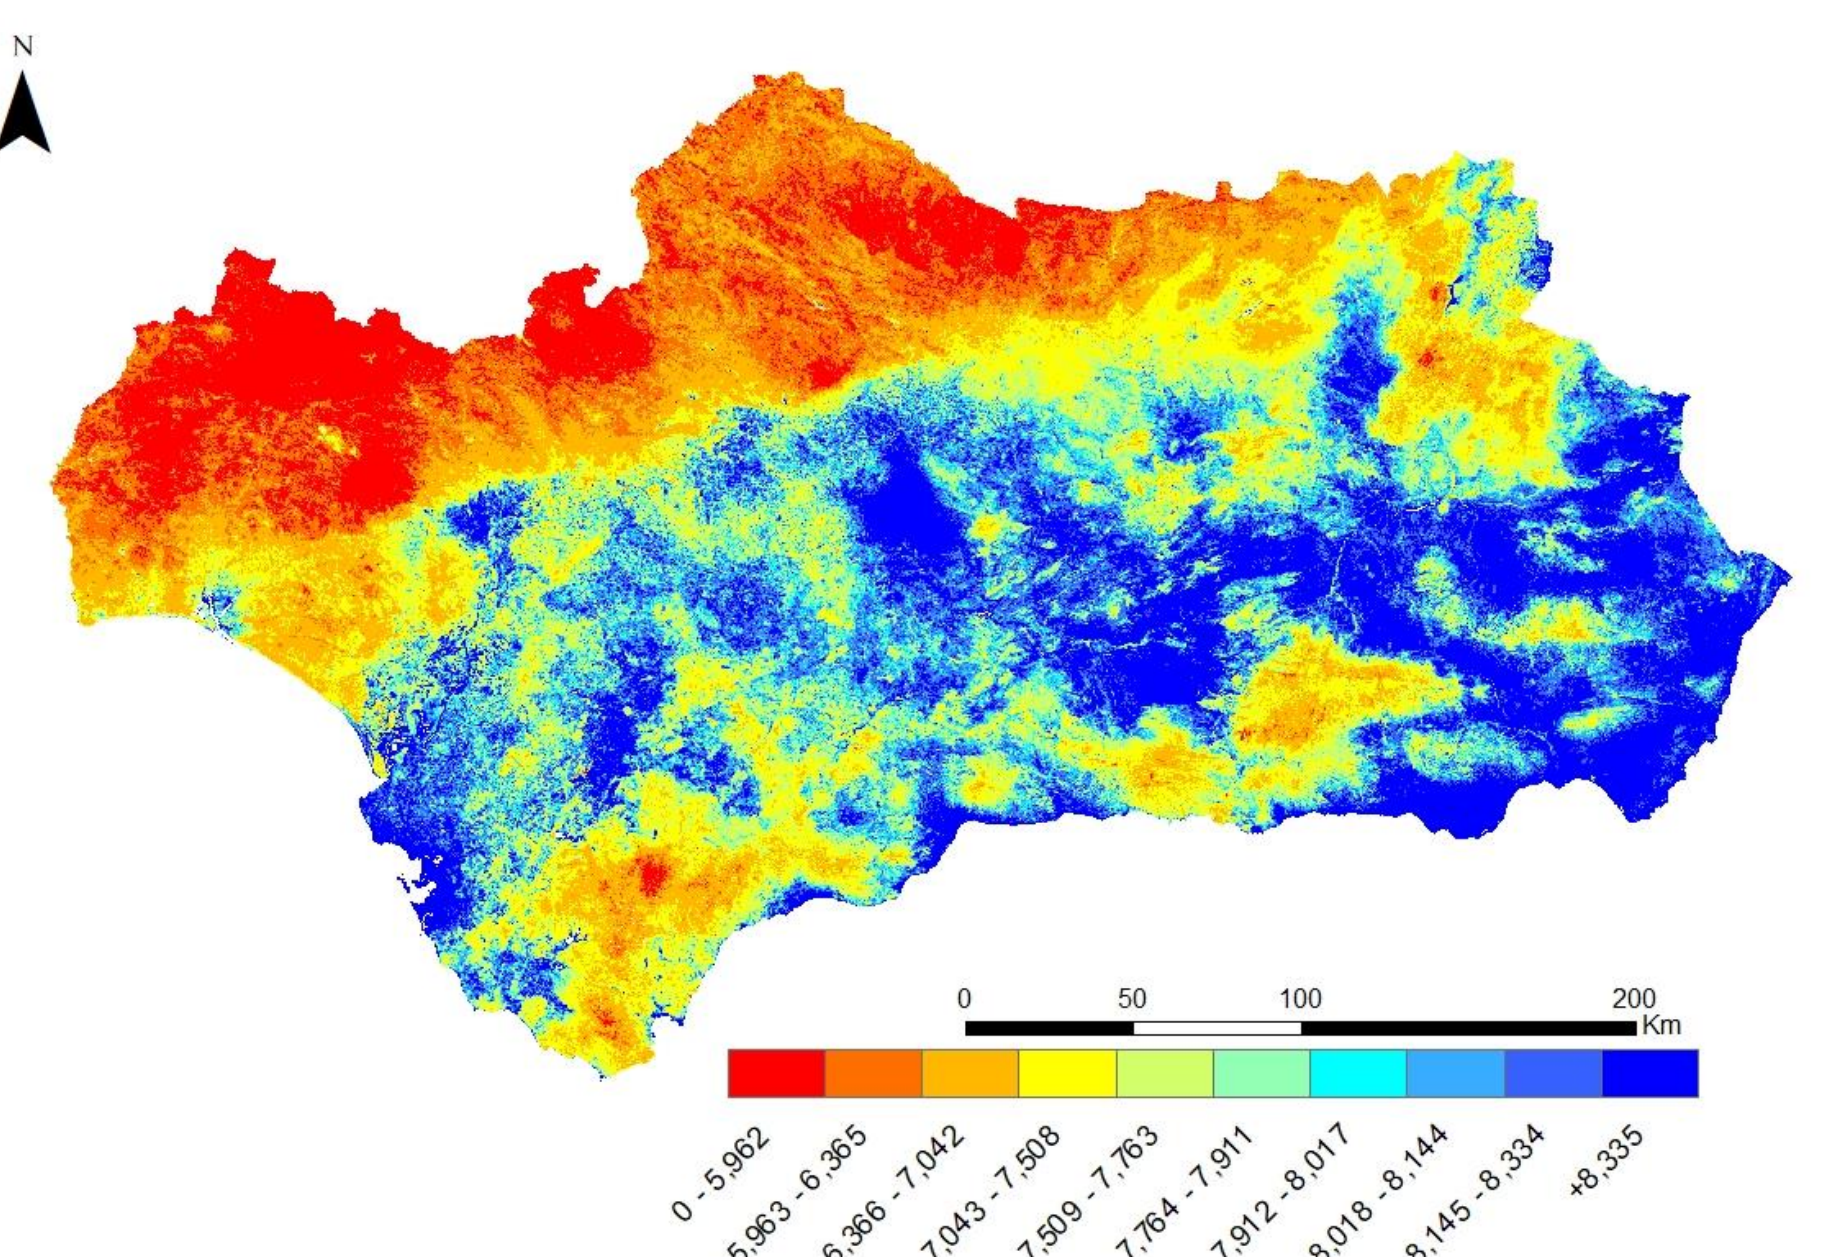 N
0 50 100 200
Km
0 - 5,962
5,963 - 6,365
6,366 - 7,042
7,043 - 7,508
7,509 - 7,763
7,764 - 7,911
7,912 - 8,017
8,018 - 8,144
8,145 - 8,334
+8,335